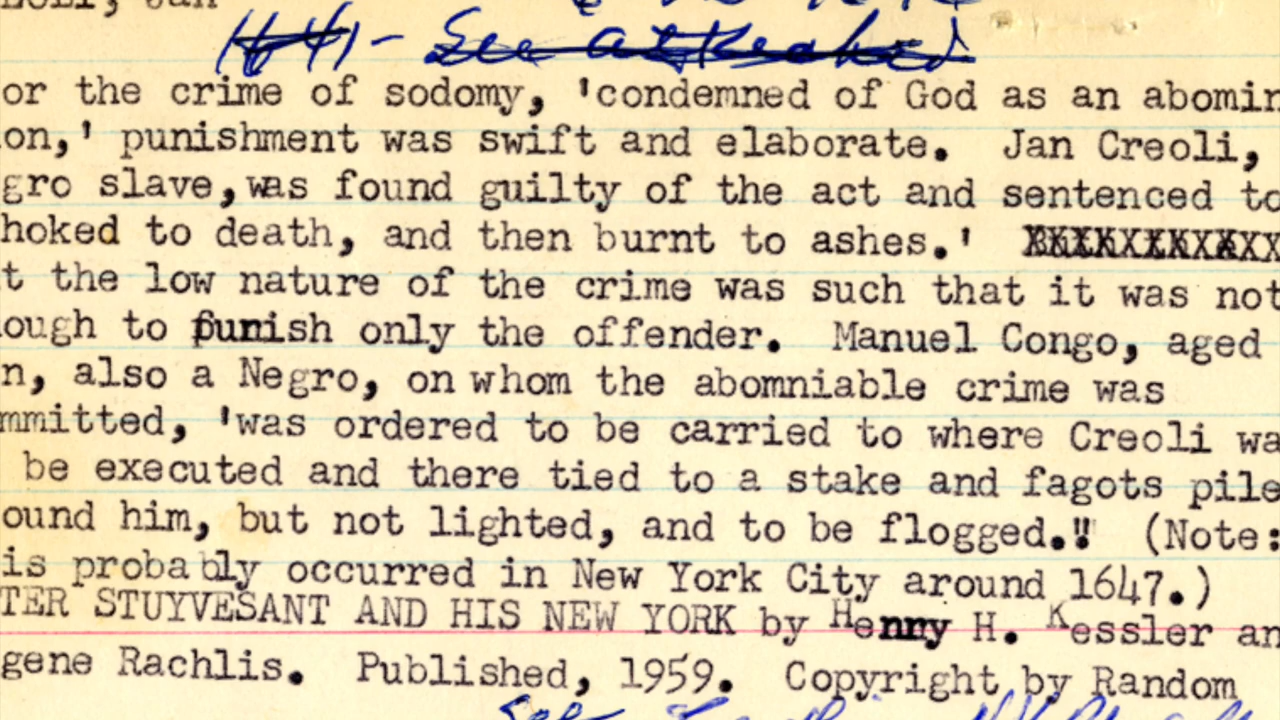 or the crime of sodomy, 'condemned of God as an abomin
on,' punishment was swift and elaborate. Jan Creoli,
gro slave,was found guilty of the act and sentenced to
hoked to death, and then burnt to ashes.'
t the low nature of the crime was such that it was not
ough to punish only the offender. Manuel Congo, aged
n, also a Negro, on whom the abomniable crime was
mmitted, 'was ordered to be carried to where Creoli wa
be executed and there tied to a stake and fagots pile
ound him, but not lighted, and to be flogged." (Note:
is probably occurred in New York City around 1647.)
TER STUYVESANT AND HIS NEW YORK by Henry H. Kessler an
gene Rachlis. Published, 1959. Copyright by Random
See